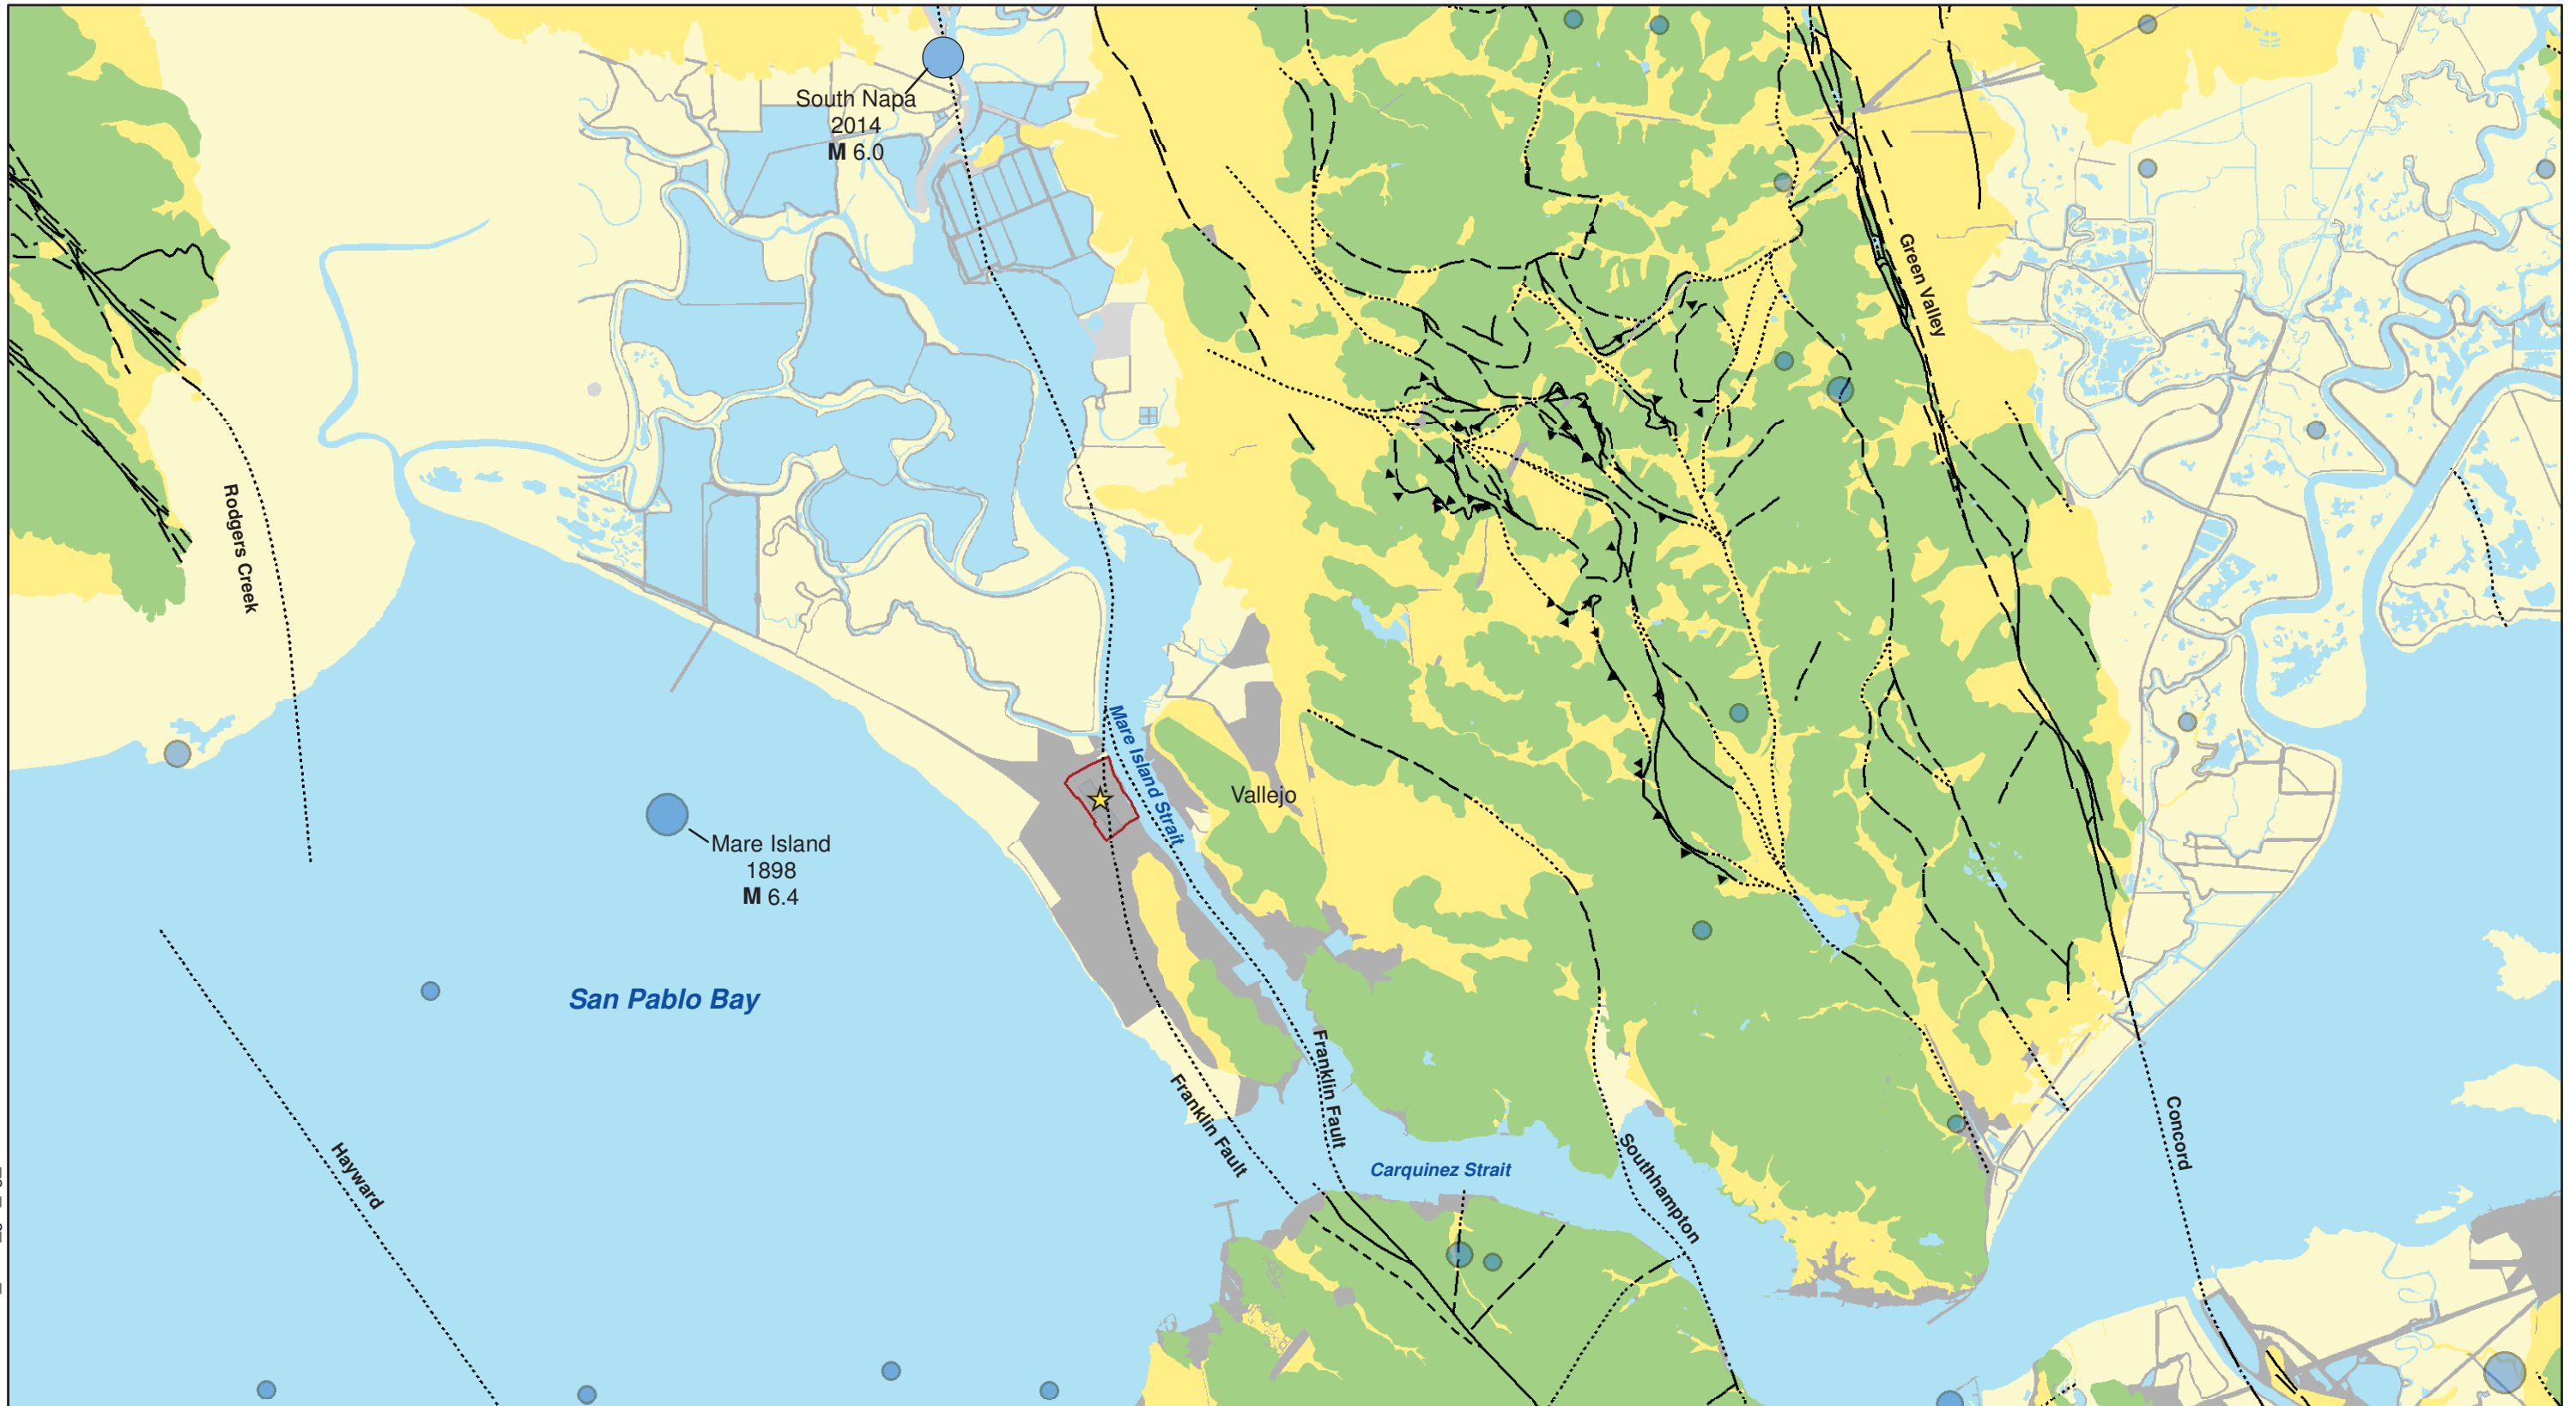 South Napa
2014
M 6.0
Green Valley
Rodgers Creek
Mare Island Strait
Vallejo
Mare Island
1898
M 6.4
San Pablo Bay
Franklin Fault
Franklin Fault
Carquinez Strait
Southhampton
Concord
Hayward